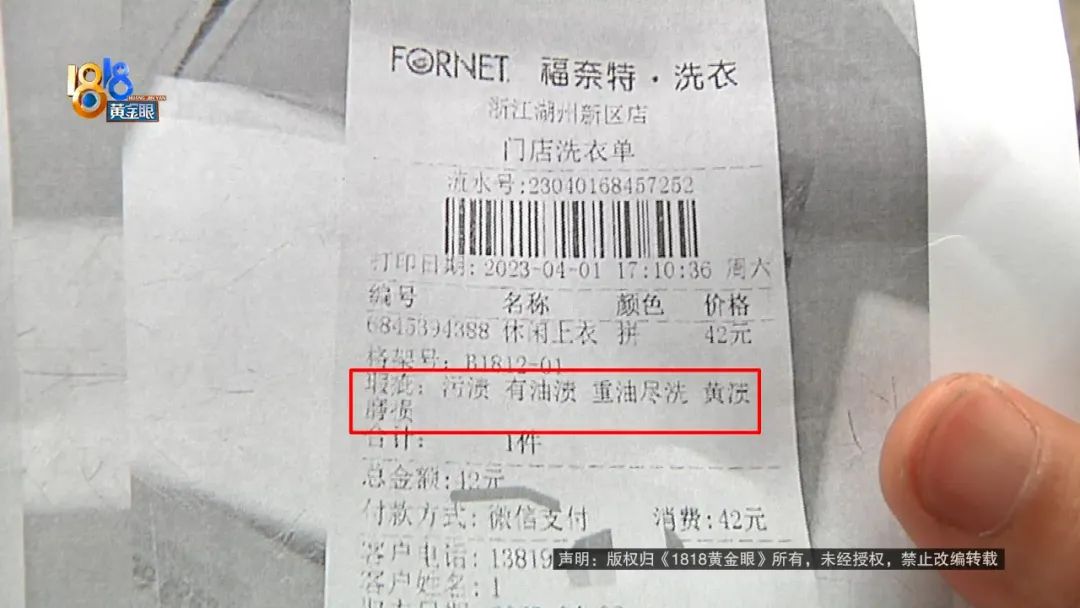 1818
HUANG JIN YAN
黄金眼
FORNET 福奈特·洗衣
浙江湖州新区店
门店洗衣单
流水号:23040168457252
打印日期:2023-04-01 17:10:36 周六
编号 名称 颜色 价格
6845394388 休闲上衣 拼 42元
格架号: B1812-01
瑕疵: 污渍 有油渍 重油尽洗 黄渍
磨损
合计: 1件
总金额:42元
付款方式:微信支付 消费:42元
客户电话:13819
声明：版权归《1818黄金眼》所有，未经授权，禁止改编转载
客户姓名:1